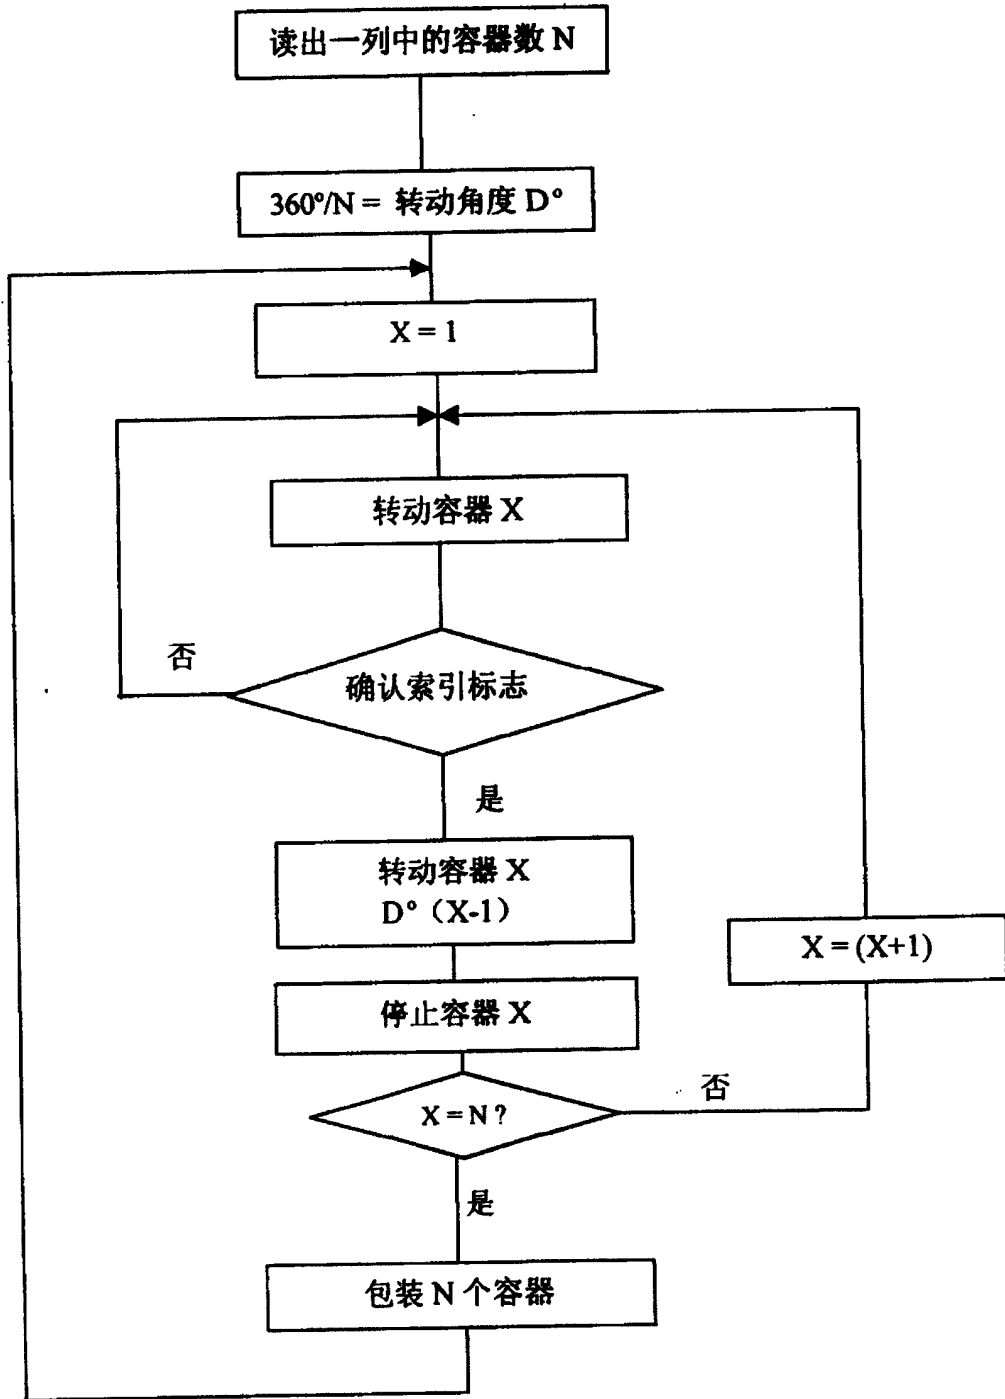 读出一列中的容器数 N
360º/N = 转动角度 D°
X = 1
转动容器 X
否
确认索引标志
是
转动容器 X
D°（X-1）
X = (X+1)
停止容器 X
否
X = N ?
是
包装 N 个容器